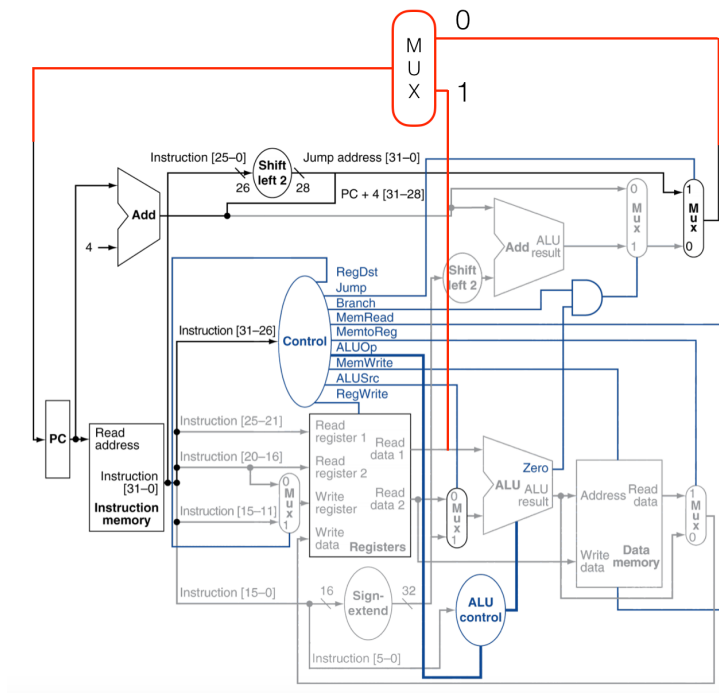 0
M
U
X
1
Instruction [25–0]
Shift
left 2
Jump address [31–0]
26
28
PC + 4 [31–28]
Add
4
0
M
u
x
1
1
M
u
x
0
Add
ALU
result
Shift
left 2
RegDst
Jump
Branch
MemRead
MemtoReg
ALUOp
MemWrite
ALUSrc
RegWrite
Control
Instruction [31–26]
PC
Read
address
Instruction
[31–0]
Instruction
memory
Instruction [25–21]
Instruction [20–16]
Instruction [15–11]
0
M
u
x
1
Read
register 1
Read
register 2
Write
register
Write
data
Read
data 1
Read
data 2
Registers
0
M
u
x
1
Zero
ALU
ALU
result
Address
Read
data
Write
data
Data
memory
1
M
u
x
0
Instruction [15–0]
16
Sign-
extend
32
ALU
control
Instruction [5–0]